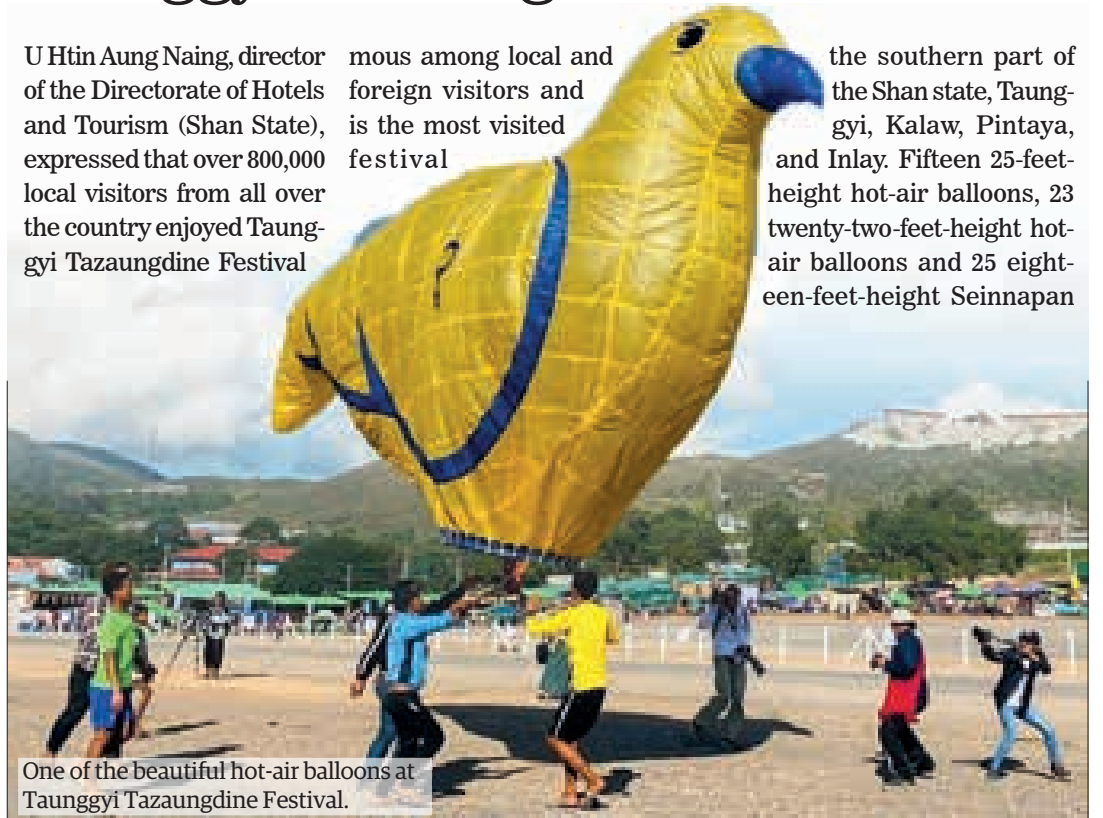 U Htin Aung Naing, director
of the Directorate of Hotels
and Tourism (Shan State),
expressed that over 800,000
local visitors from all over
the country enjoyed Taung-
gyi Tazaungdine Festival
mous among local and
foreign visitors and
is the most visited
festival
the southern part of
the Shan state, Taung-
gyi, Kalaw, Pintaya,
and Inlay. Fifteen 25-feet-
height hot-air balloons, 23
twenty-two-feet-height hot-
air balloons and 25 eight-
een-feet-height Seinnapan
One of the beautiful hot-air balloons at
Taunggyi Tazaungdine Festival.